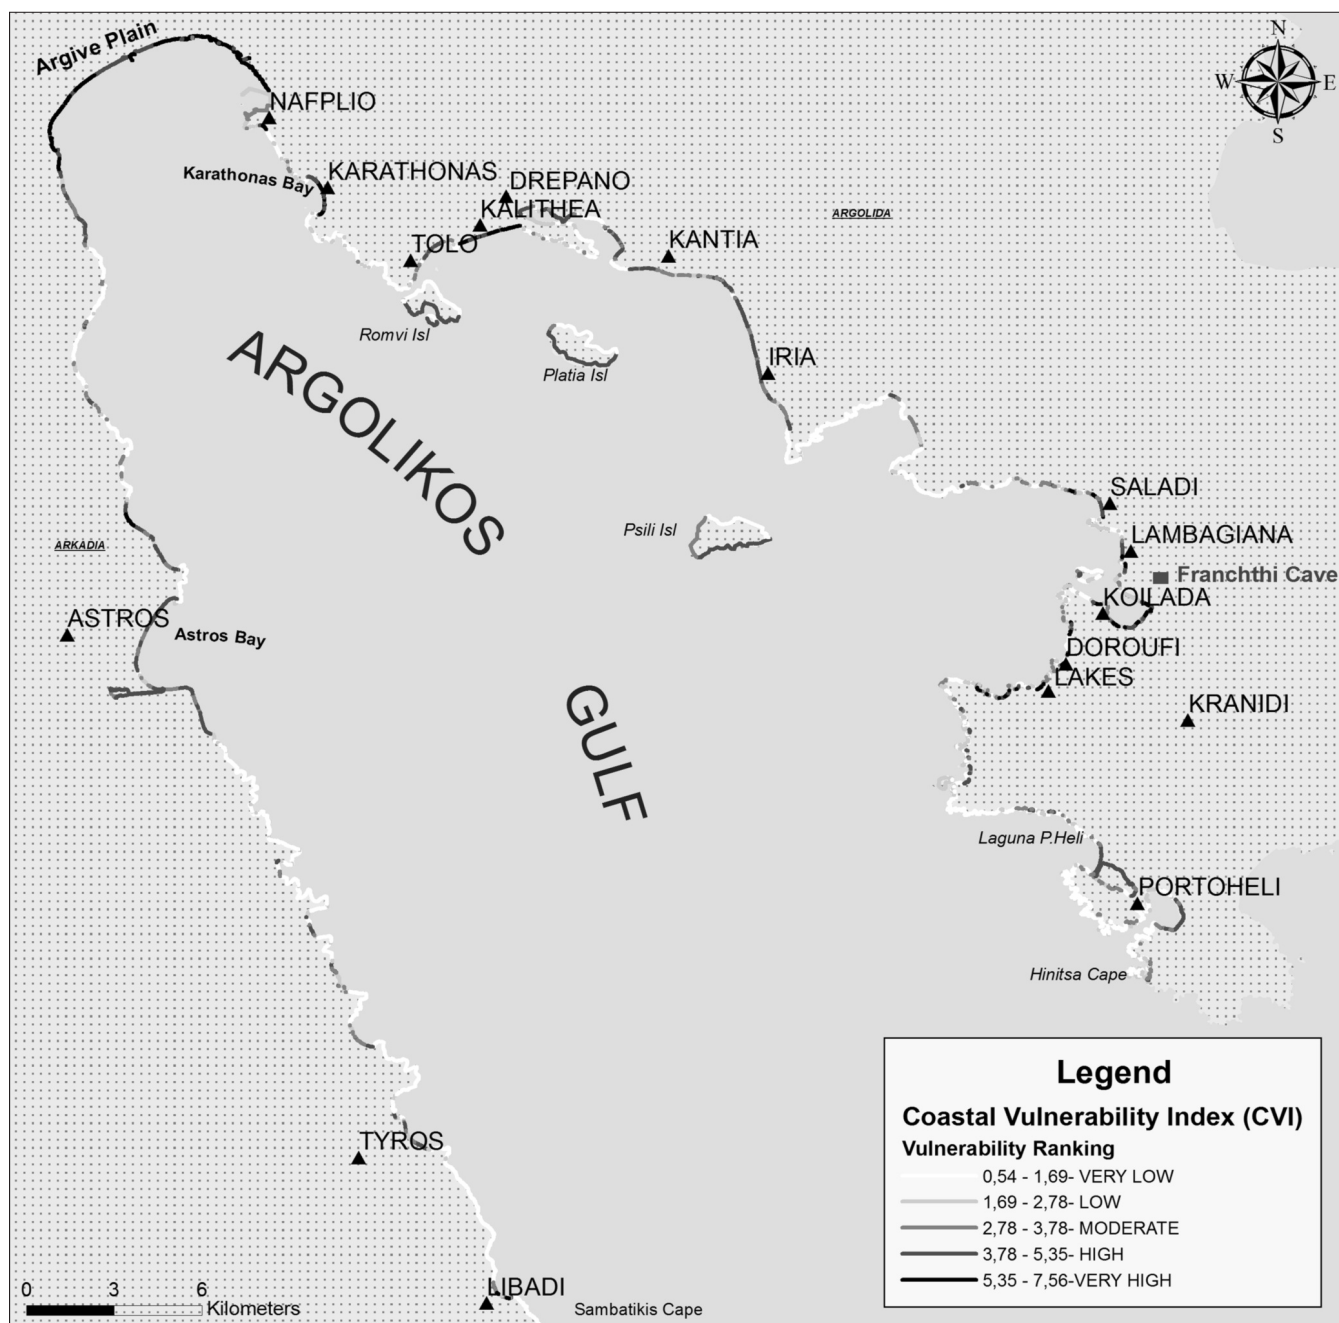 Argive Plain
N
W E
S
NAFPLIO
Karathonas Bay
KARATHONAS
DREPANO
KALITHEA
ARGOLIDA
TOLO
KANTIA
Romvi Isl
Platia Isl
IRIA
ARGOLIKOS
GULF
SALADI
Psili Isl
LAMBAGIANA
ARKADIA
Franchthi Cave
KOILADA
ASTROS
Astros Bay
DOROUFI
LAKES
KRANIDI
Laguna P.Heli
PORTOHELI
Hinitsa Cape
TYROS
LIBADI
Sambatikis Cape
0 3 6
Kilometers
Legend
Coastal Vulnerability Index (CVI)
Vulnerability Ranking
0,54 - 1,69- VERY LOW
1,69 - 2,78- LOW
2,78 - 3,78- MODERATE
3,78 - 5,35- HIGH
5,35 - 7,56-VERY HIGH